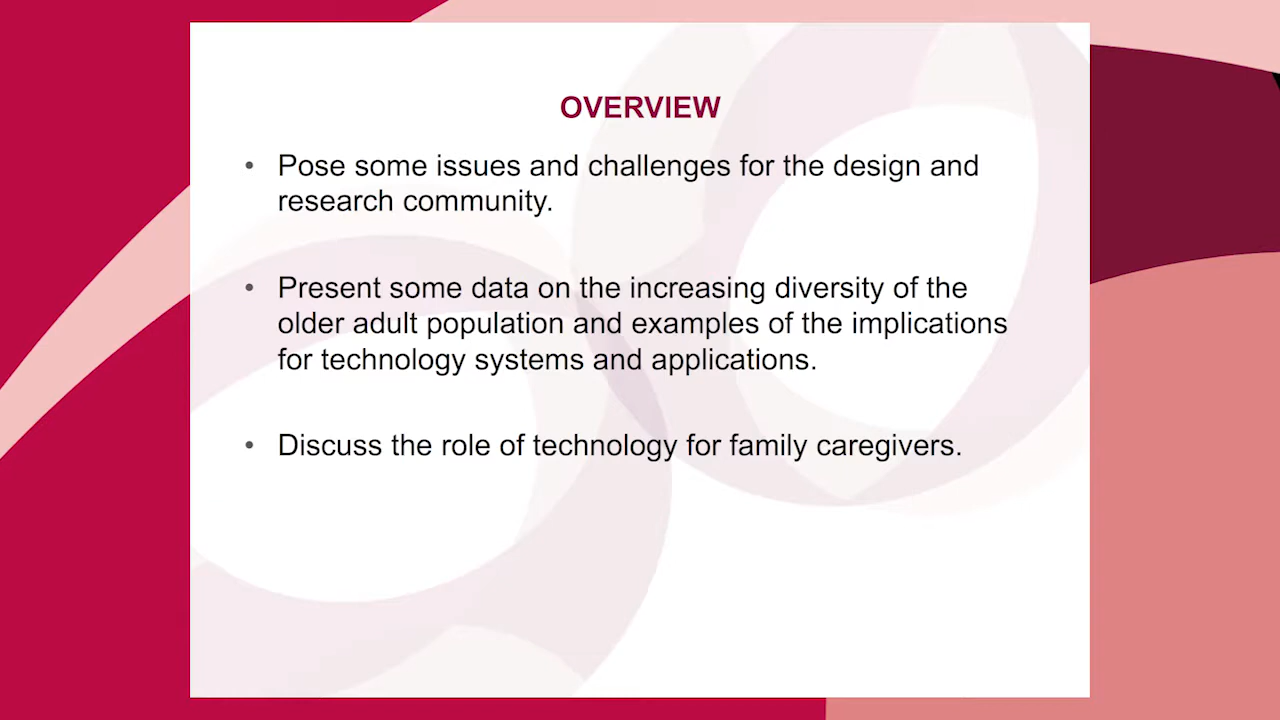 OVERVIEW
• Pose some issues and challenges for the design and
research community.
• Present some data on the increasing diversity of the
older adult population and examples of the implications
for technology systems and applications.
• Discuss the role of technology for family caregivers.